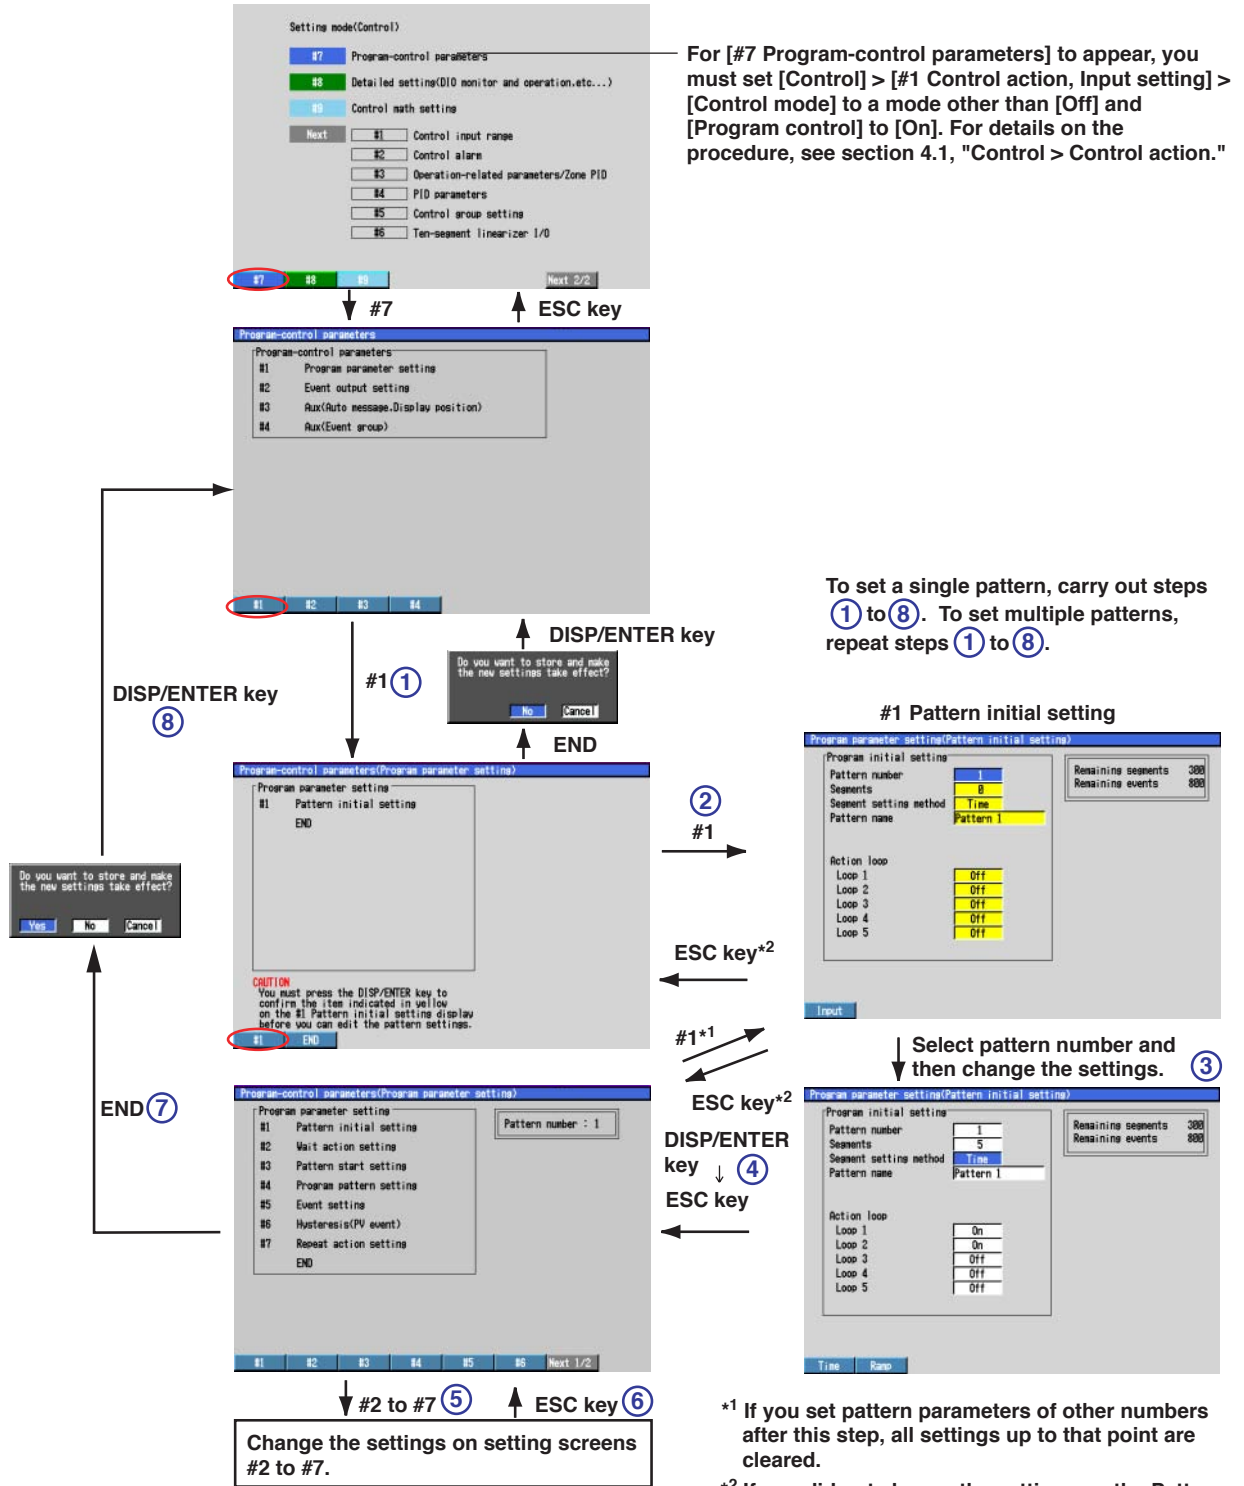 Setting mode(Control)
#7 Program-control parameters
#8 Detailed setting(DIO monitor and operation.etc...)
#9 Control math setting
Next #1 Control input range
#2 Control alarm
#3 Operation-related parameters/Zone PID
#4 PID parameters
#5 Control group setting
#6 Ten-segment linearizer I/O
#7 #8 #9 Next 2/2
For [#7 Program-control parameters] to appear, you
must set [Control] > [#1 Control action, Input setting] >
[Control mode] to a mode other than [Off] and
[Program control] to [On]. For details on the
procedure, see section 4.1, "Control > Control action."
#7
ESC key
Program-control parameters
Program-control parameters
#1 Program parameter setting
#2 Event output setting
#3 Aux(Auto message.Display position)
#4 Aux(Event group)
#1 #2 #3 #4
To set a single pattern, carry out steps
1 to 8. To set multiple patterns,
repeat steps 1 to 8.
DISP/ENTER key
Do you want to store and make
the new settings take effect?
No Cancel
#1 1
END
DISP/ENTER key
8
Program-control parameters(Program parameter setting)
Program parameter setting
#1 Pattern initial setting
END
CAUTION
You must press the DISP/ENTER key to
confirm the item indicated in yellow
on the #1 Pattern initial setting display
before you can edit the pattern settings.
#1 END
2
#1
ESC key*2
#1 Pattern initial setting
Program parameter setting(Pattern initial setting)
Program initial setting
Pattern number 1
Segments 0
Segment setting method Time
Pattern name Pattern 1
Remaining segments 300
Remaining events 800
Action loop
Loop 1 Off
Loop 2 Off
Loop 3 Off
Loop 4 Off
Loop 5 Off
Input
Do you want to store and make
the new settings take effect?
Yes No Cancel
#1*1
ESC key*2
Select pattern number and
then change the settings. 3
END 7
Program-control parameters(Program parameter setting)
Program parameter setting
#1 Pattern initial setting
#2 Wait action setting
#3 Pattern start setting
#4 Program pattern setting
#5 Event setting
#6 Hysteresis(PV event)
#7 Repeat action setting
END
Pattern number : 1
#1 #2 #3 #4 #5 #6 Next 1/2
DISP/ENTER
key ↓ 4
ESC key
Program parameter setting(Pattern initial setting)
Program initial setting
Pattern number 1
Segments 5
Segment setting method Time
Pattern name Pattern 1
Remaining segments 300
Remaining events 800
Action loop
Loop 1 On
Loop 2 On
Loop 3 Off
Loop 4 Off
Loop 5 Off
Time Ramp
#2 to #7 5
ESC key 6
Change the settings on setting screens
#2 to #7.
*1 If you set pattern parameters of other numbers
after this step, all settings up to that point are
cleared.